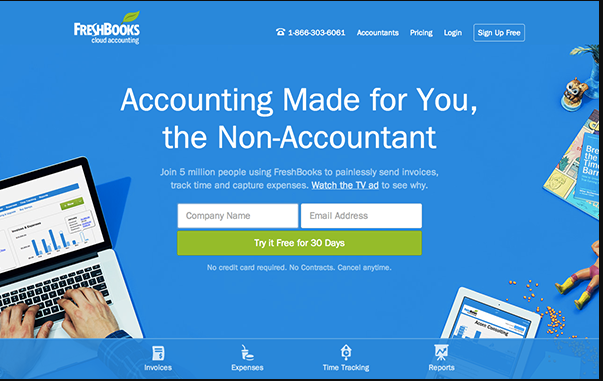 FRESHBOOKS
cloud accounting
1-866-303-6061 Accountants Pricing Login Sign Up Free
Accounting Made for You,
the Non-Accountant
Join 5 million people using FreshBooks to painlessly send invoices,
track time and capture expenses. Watch the TV ad to see why.
Company Name Email Address
Try it Free for 30 Days
No credit card required. No Contracts. Cancel anytime.
Invoices Expenses Time Tracking Reports